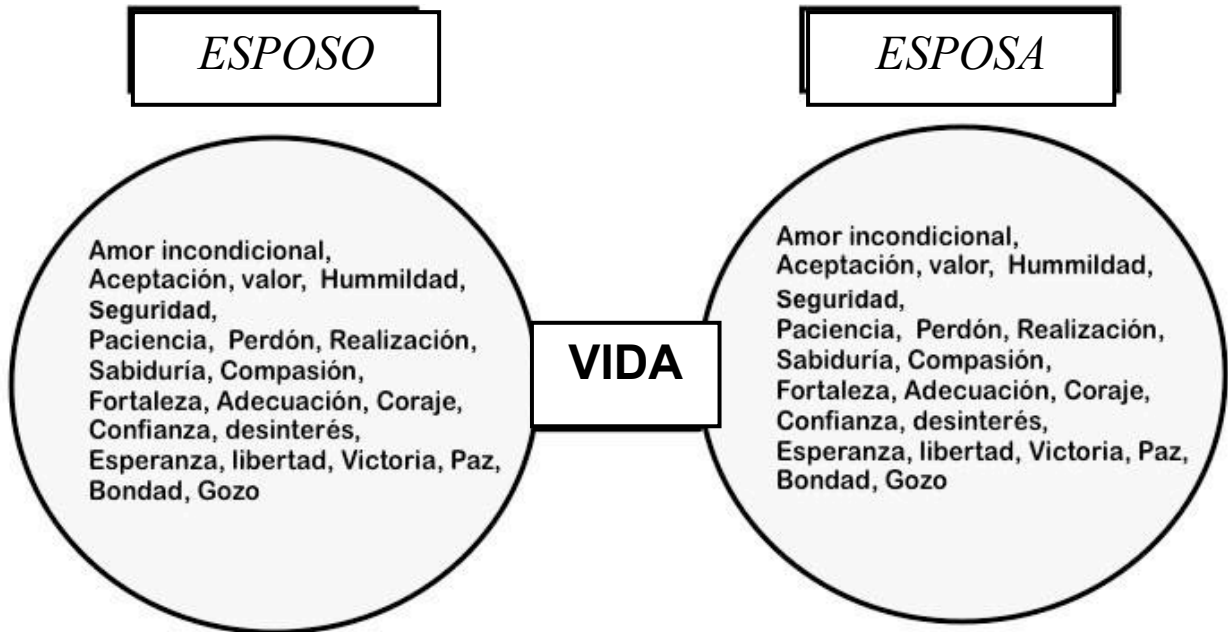 ESPOSO
ESPOSA
Amor incondicional,
Aceptación, valor, Hummildad,
Seguridad,
Paciencia, Perdón, Realización,
Sabiduría, Compasión,
Fortaleza, Adecuación, Coraje,
Confianza, desinterés,
Esperanza, libertad, Victoria, Paz,
Bondad, Gozo
VIDA
Amor incondicional,
Aceptación, valor, Hummildad,
Seguridad,
Paciencia, Perdón, Realización,
Sabiduría, Compasión,
Fortaleza, Adecuación, Coraje,
Confianza, desinterés,
Esperanza, libertad, Victoria, Paz,
Bondad, Gozo